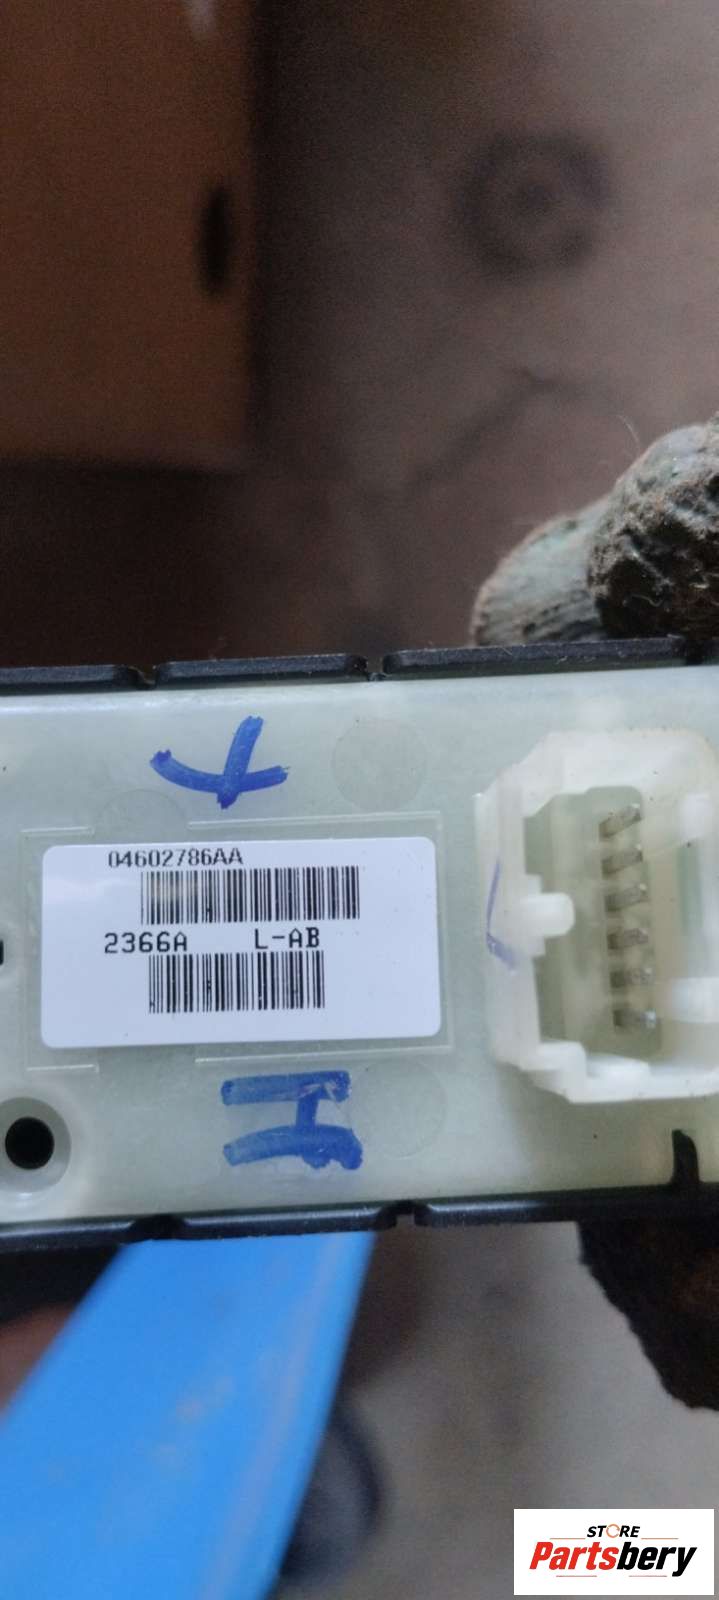 04602786AA
2366A L-AB
H
STORE
Partsbery